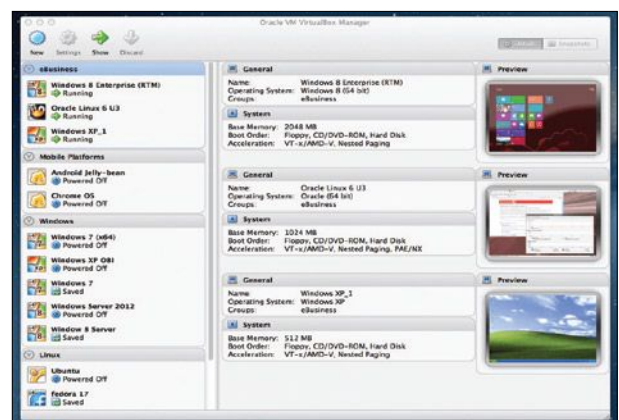 Oracle VM VirtualBox Manager
New Settings Show Discard
Details Snapshots
eBusiness
Windows 8 Enterprise (RTM)
Running
Oracle Linux 6 U3
Running
Windows XP_1
Running
Mobile Platforms
Android Jelly-bean
Powered Off
Chrome OS
Powered Off
Windows
Windows 7 (x64)
Powered Off
Windows XP OBI
Powered Off
Windows 7
Saved
Windows Server 2012
Powered Off
Window 8 Server
Saved
Linux
Ubuntu
Powered Off
fedora 17
Saved
General
Name: Windows 8 Enterprise (RTM)
Operating System: Windows 8 (64 bit)
Groups: eBusiness
System
Base Memory: 2048 MB
Boot Order: Floppy, CD/DVD-ROM, Hard Disk
Acceleration: VT-x/AMD-V, Nested Paging
Preview
General
Name: Oracle Linux 6 U3
Operating System: Oracle (64 bit)
Groups: eBusiness
System
Base Memory: 1024 MB
Boot Order: Floppy, CD/DVD-ROM, Hard Disk
Acceleration: VT-x/AMD-V, Nested Paging, PAE/NX
Preview
General
Name: Windows XP_1
Operating System: Windows XP
Groups: eBusiness
System
Base Memory: 512 MB
Boot Order: Floppy, CD/DVD-ROM, Hard Disk
Acceleration: VT-x/AMD-V, Nested Paging
Preview